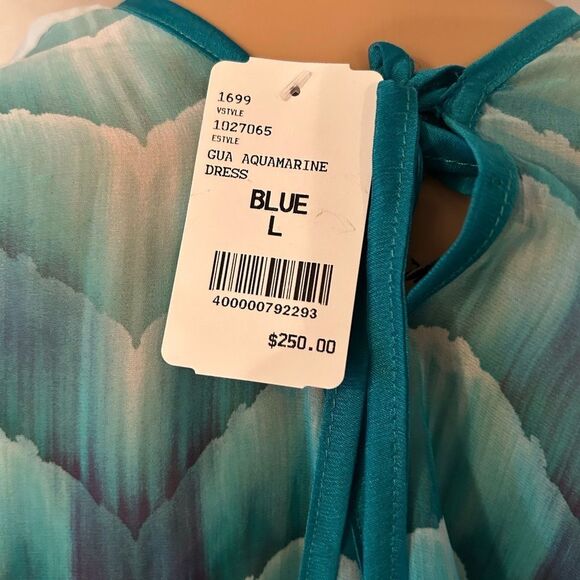 1699
VSTYLE
1027065
ESTYLE
GUA AQUAMARINE
DRESS
BLUE
L
400000792293
$250.00